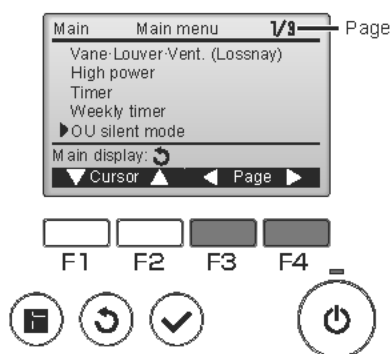 Main Main menu 1/3 Page
Vane·Louver·Vent. (Lossnay)
High power
Timer
Weekly timer
▶OU silent mode
Main display:
▼ Cursor ▲ ◀ Page ▶
F1 F2 F3 F4